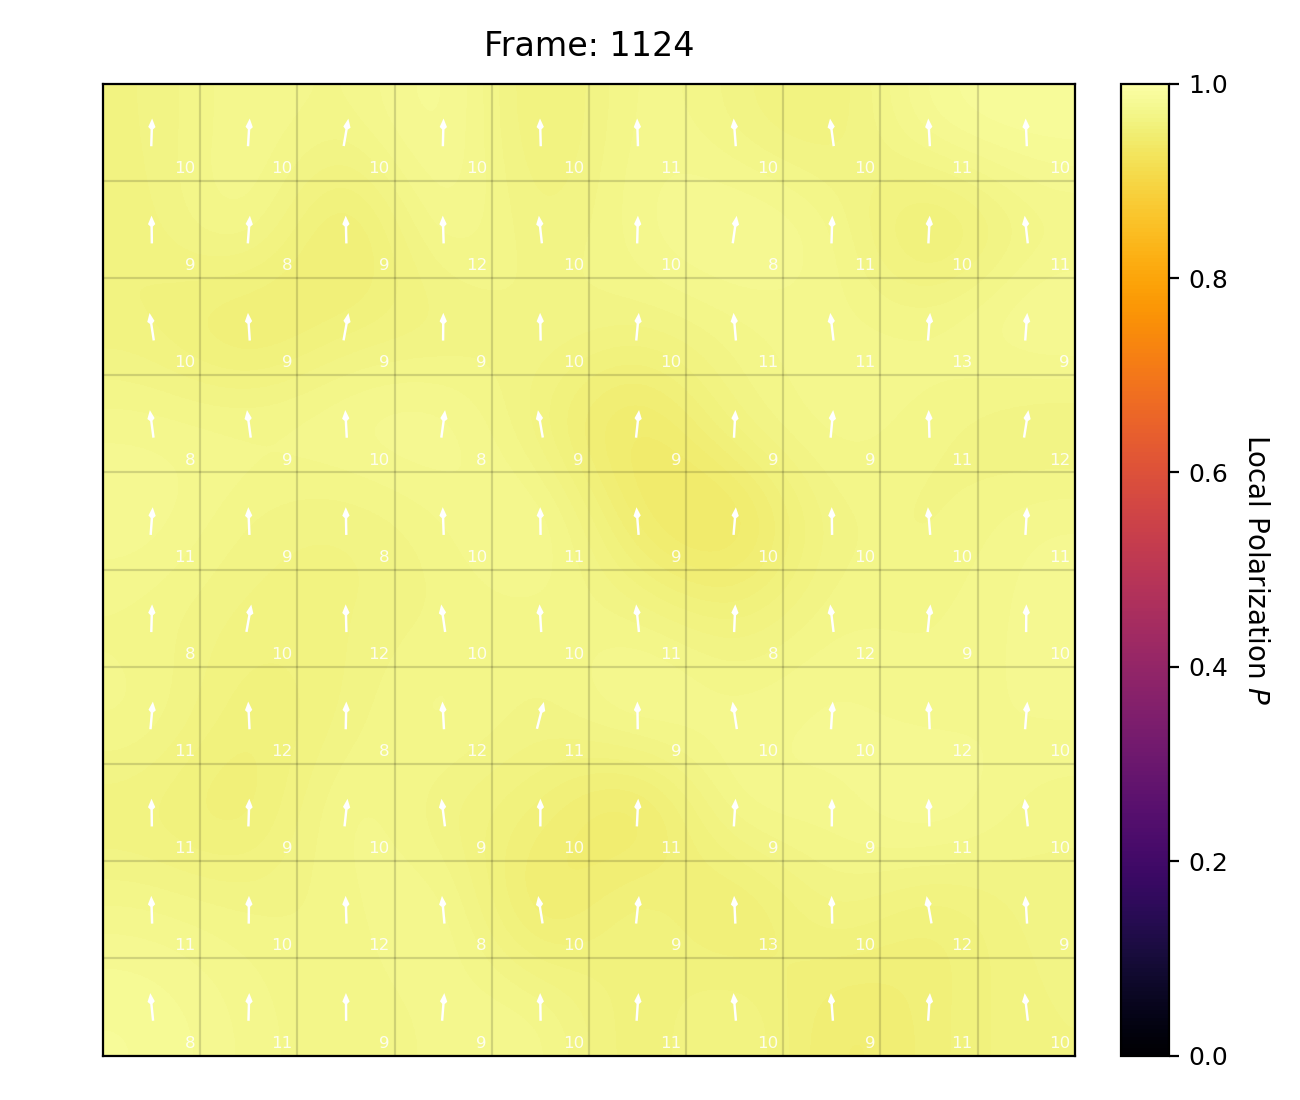 Frame: 1124
10 10 10 10 10 11 10 10 11 10
9 8 9 12 10 10 8 11 10 11
10 9 9 9 10 10 11 11 13 9
8 9 10 8 9 9 9 9 11 12
11 9 8 10 11 9 10 10 10 11
8 10 12 10 10 11 8 12 9 10
11 12 8 12 11 9 10 10 12 10
11 9 10 9 10 11 9 9 11 10
11 10 12 8 10 9 13 10 12 9
8 11 9 9 10 11 10 9 11 10
1.0
0.8
0.6
0.4
0.2
0.0
Local Polarization P